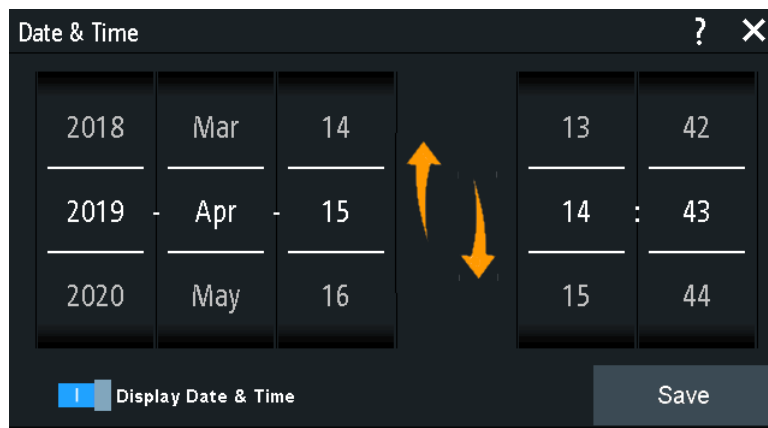 Date & Time ? X
2018 Mar 14 13 42
2019 - Apr - 15 14 : 43
2020 May 16 15 44
I Display Date & Time Save